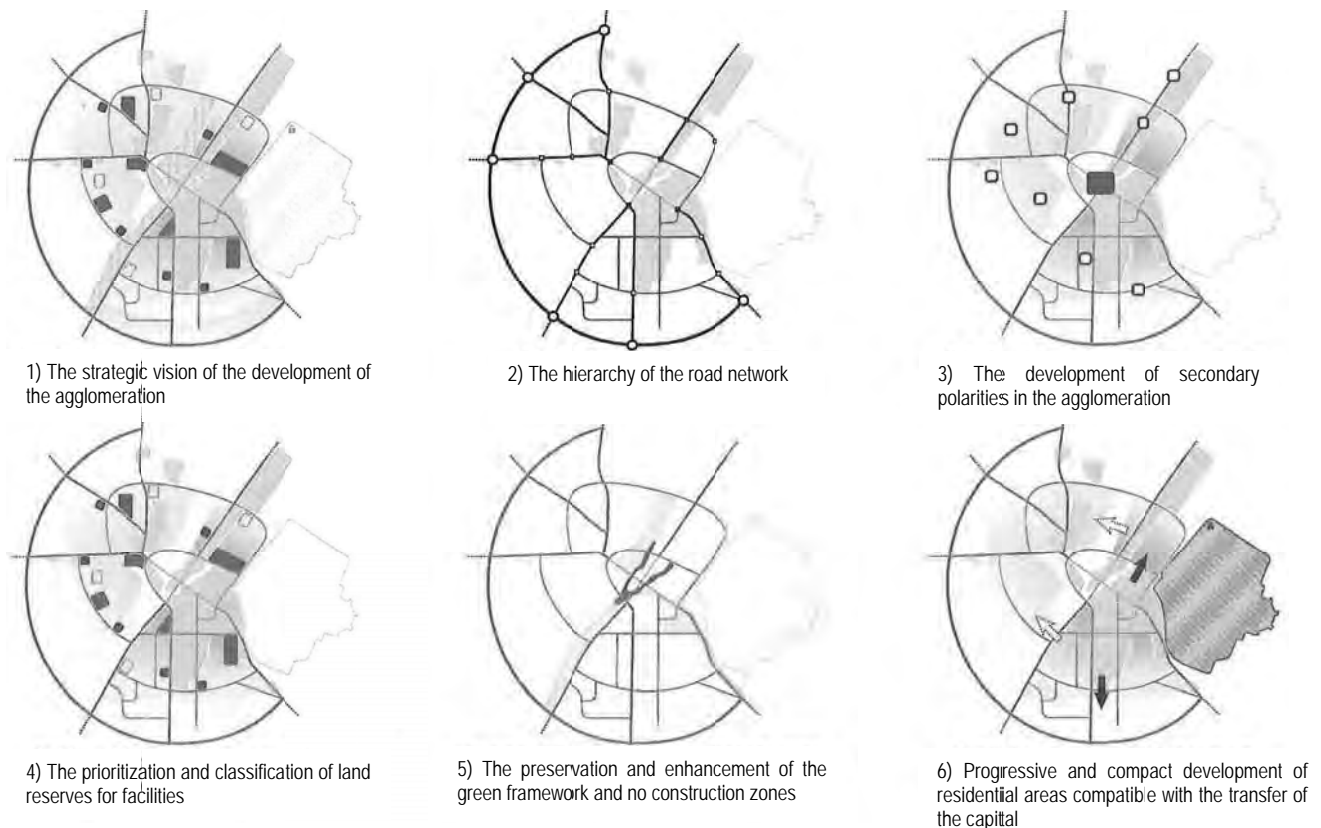 1) The strategic vision of the development of
the agglomeration
2) The hierarchy of the road network
3) The development of secondary
polarities in the agglomeration
4) The prioritization and classification of land
reserves for facilities
5) The preservation and enhancement of the
green framework and no construction zones
6) Progressive and compact development of
residential areas compatible with the transfer of
the capital